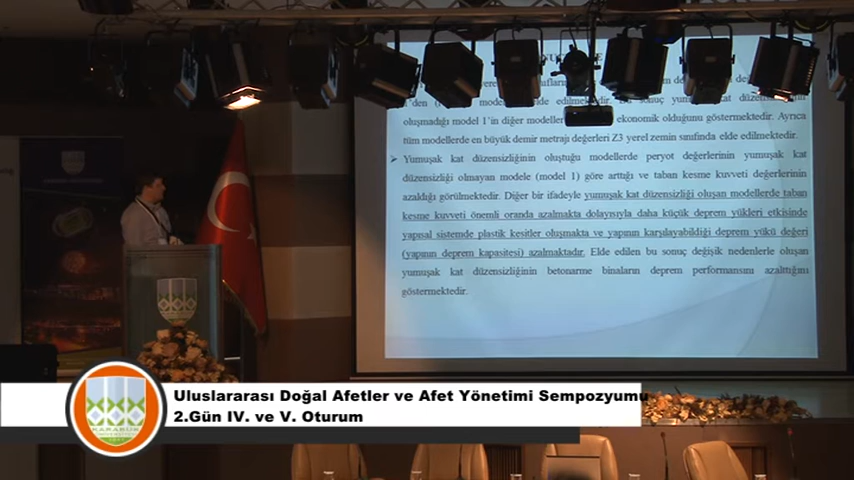 oluşmadığı model 1'in diğer modeller ekonomik olduğunu göstermektedir. Ayrıca
tüm modellerde en büyük demir metrajı değerleri Z3 yerel zemin sınıfında elde edilmektedir.
➤ Yumuşak kat düzensizliğinin oluştuğu modellerde peryot değerlerinin yumuşak kat
düzensizliği olmayan modele (model 1) göre arttığı ve taban kesme kuvveti değerlerinin
azaldığı görülmektedir. Diğer bir ifadeyle yumuşak kat düzensizliği oluşan modellerde taban
kesme kuvveti önemli oranda azalmakta dolayısıyla daha küçük deprem yükleri etkisinde
yapısal sistemde plastik kesitler oluşmakta ve yapının karşılayabildiği deprem yükü değeri
(yapının deprem kapasitesi) azalmaktadır. Elde edilen bu sonuç değişik nedenlerle oluşan
yumuşak kat düzensizliğinin betonarme binaların deprem performansını azalttığını
göstermektedir.
Uluslararası Doğal Afetler ve Afet Yönetimi Sempozyumu
2.Gün IV. ve V. Oturum
KARABÜK